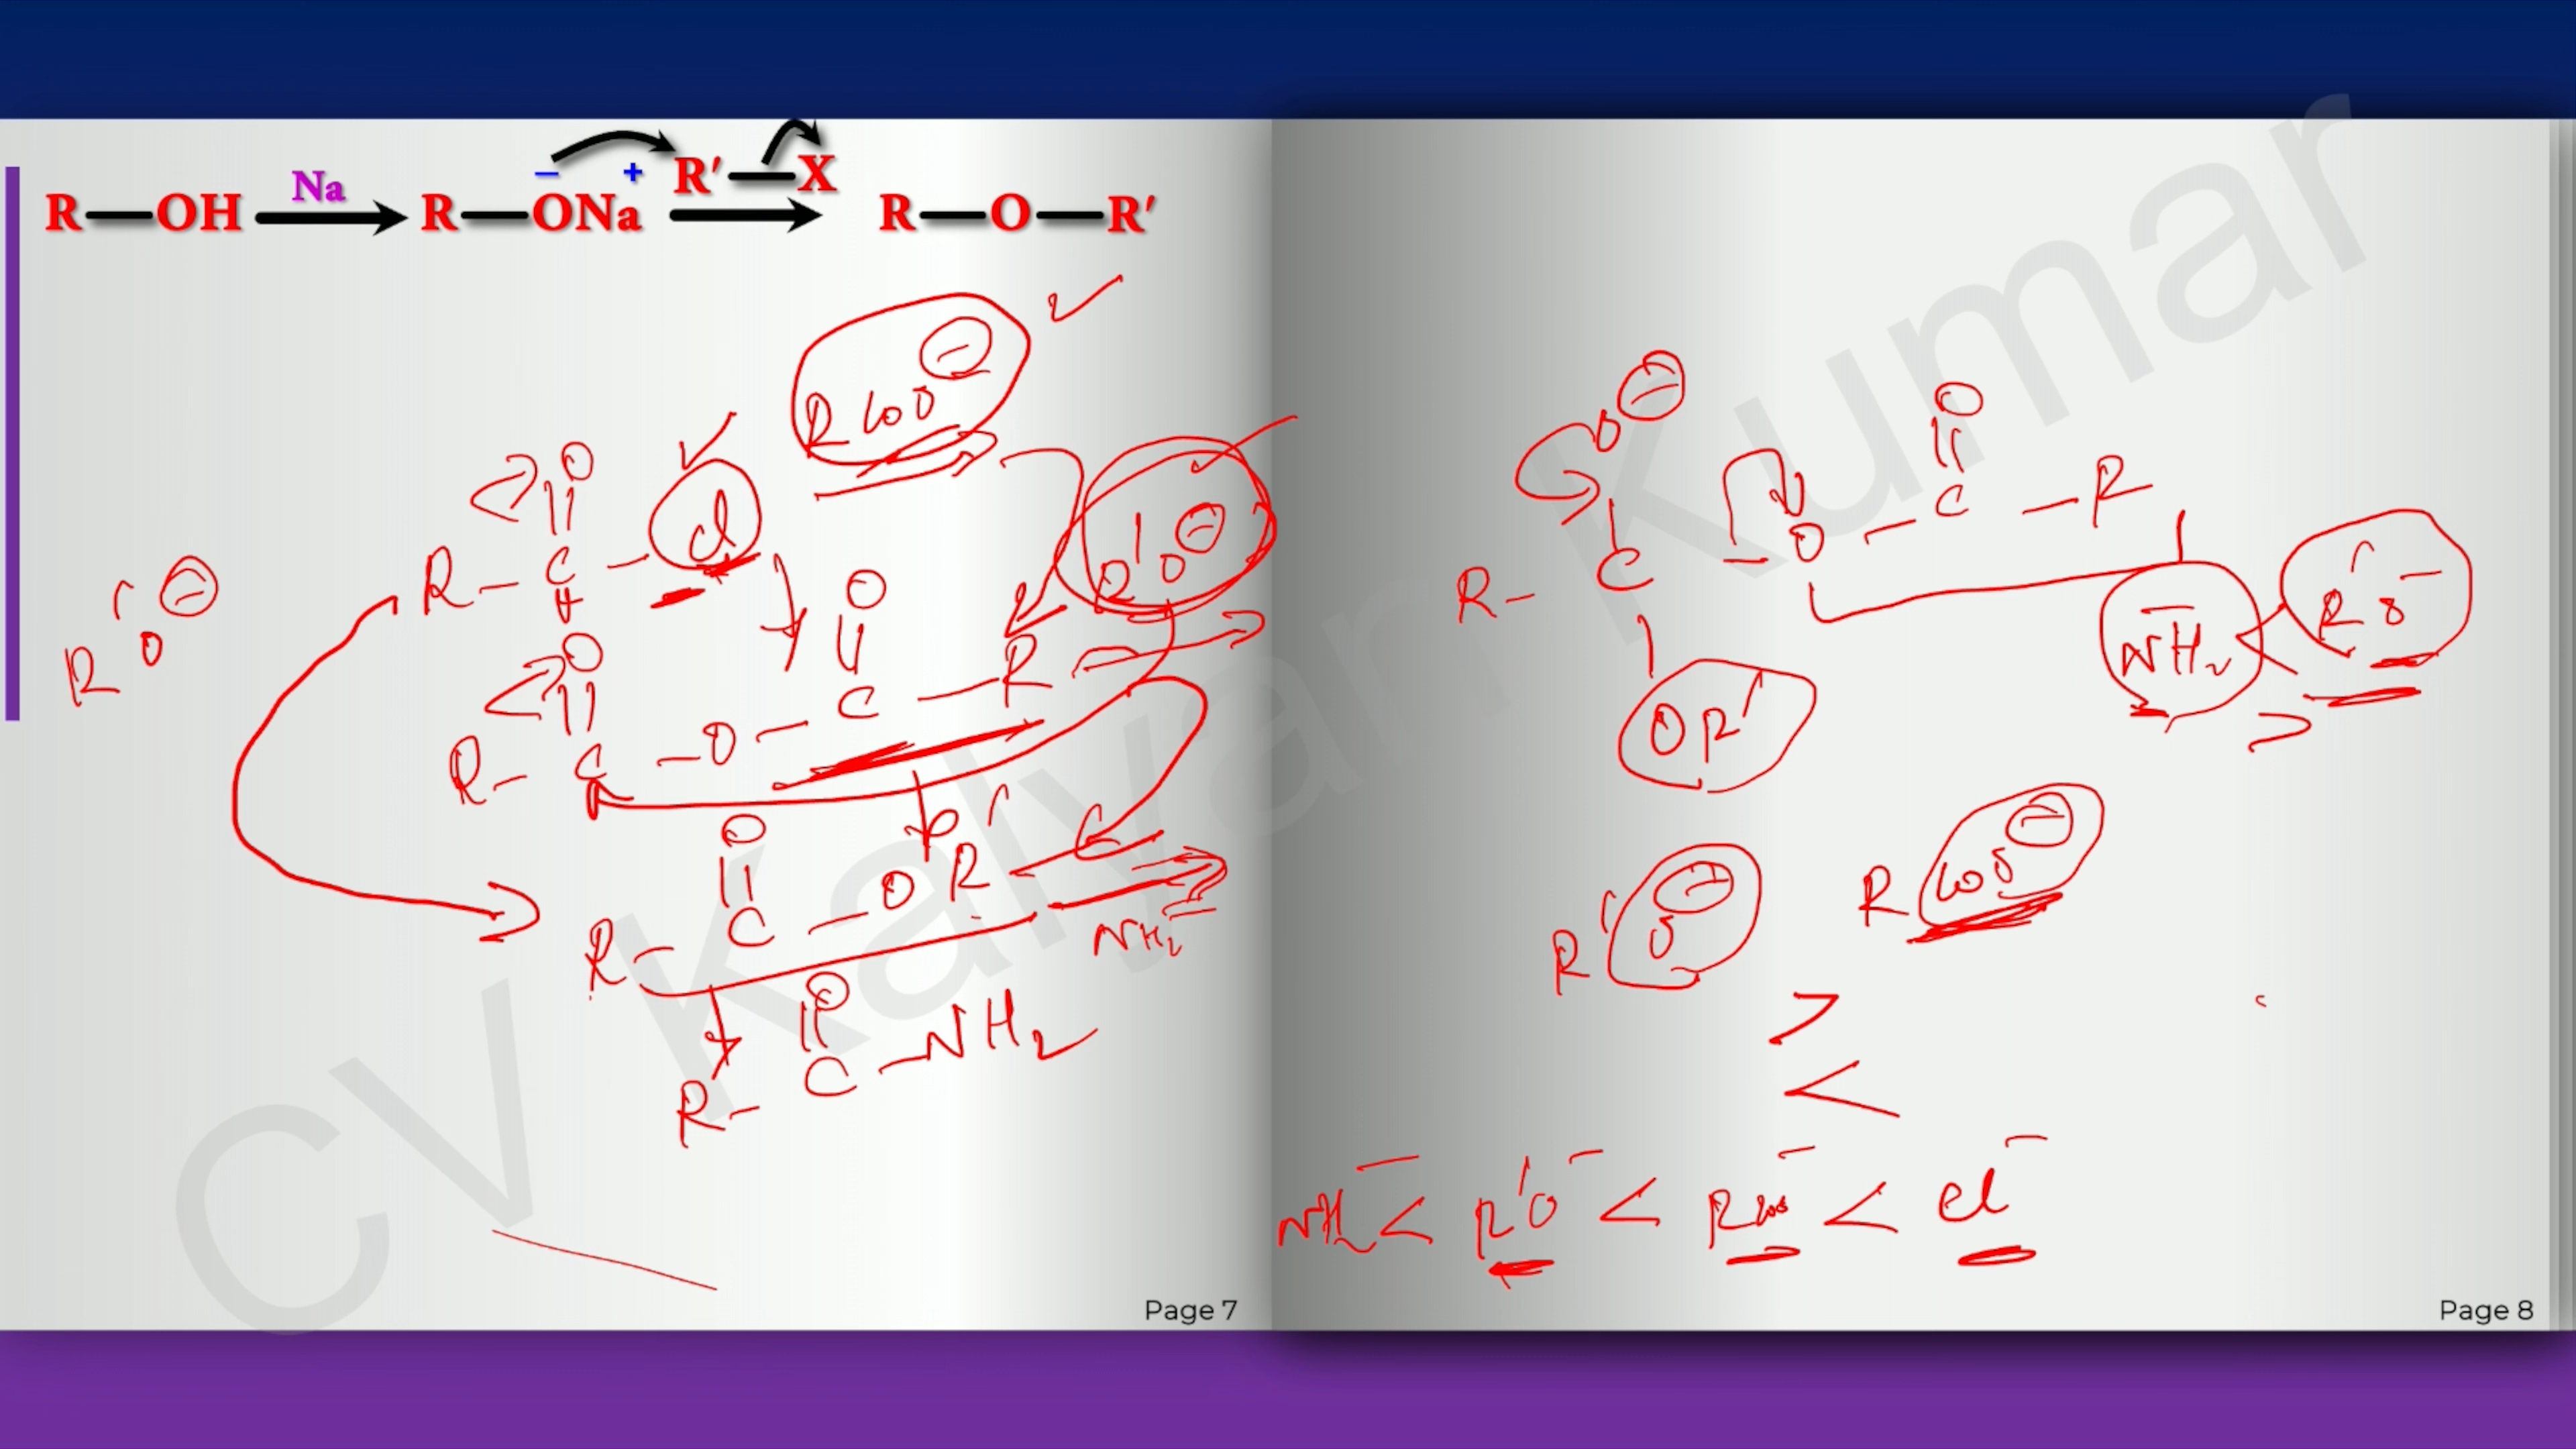 Na
R—OH → R—ONa
− +
R′—X
R—O—R′
RCOO⊖
R′O⊖
O
R–C–Cl
R′O⊖
O O
R–C–O–C–R
O
R–C–OR′
NH2
O
R–C–NH2
Page 7
O⊖ O
R–C–O–C–R
OR′
NH2 < R′O−
>
R′O⊖ RCOO⊖
>
<
NH2− < R′O− < RCOO− < Cl−
Page 8
CV Kalyan Kumar